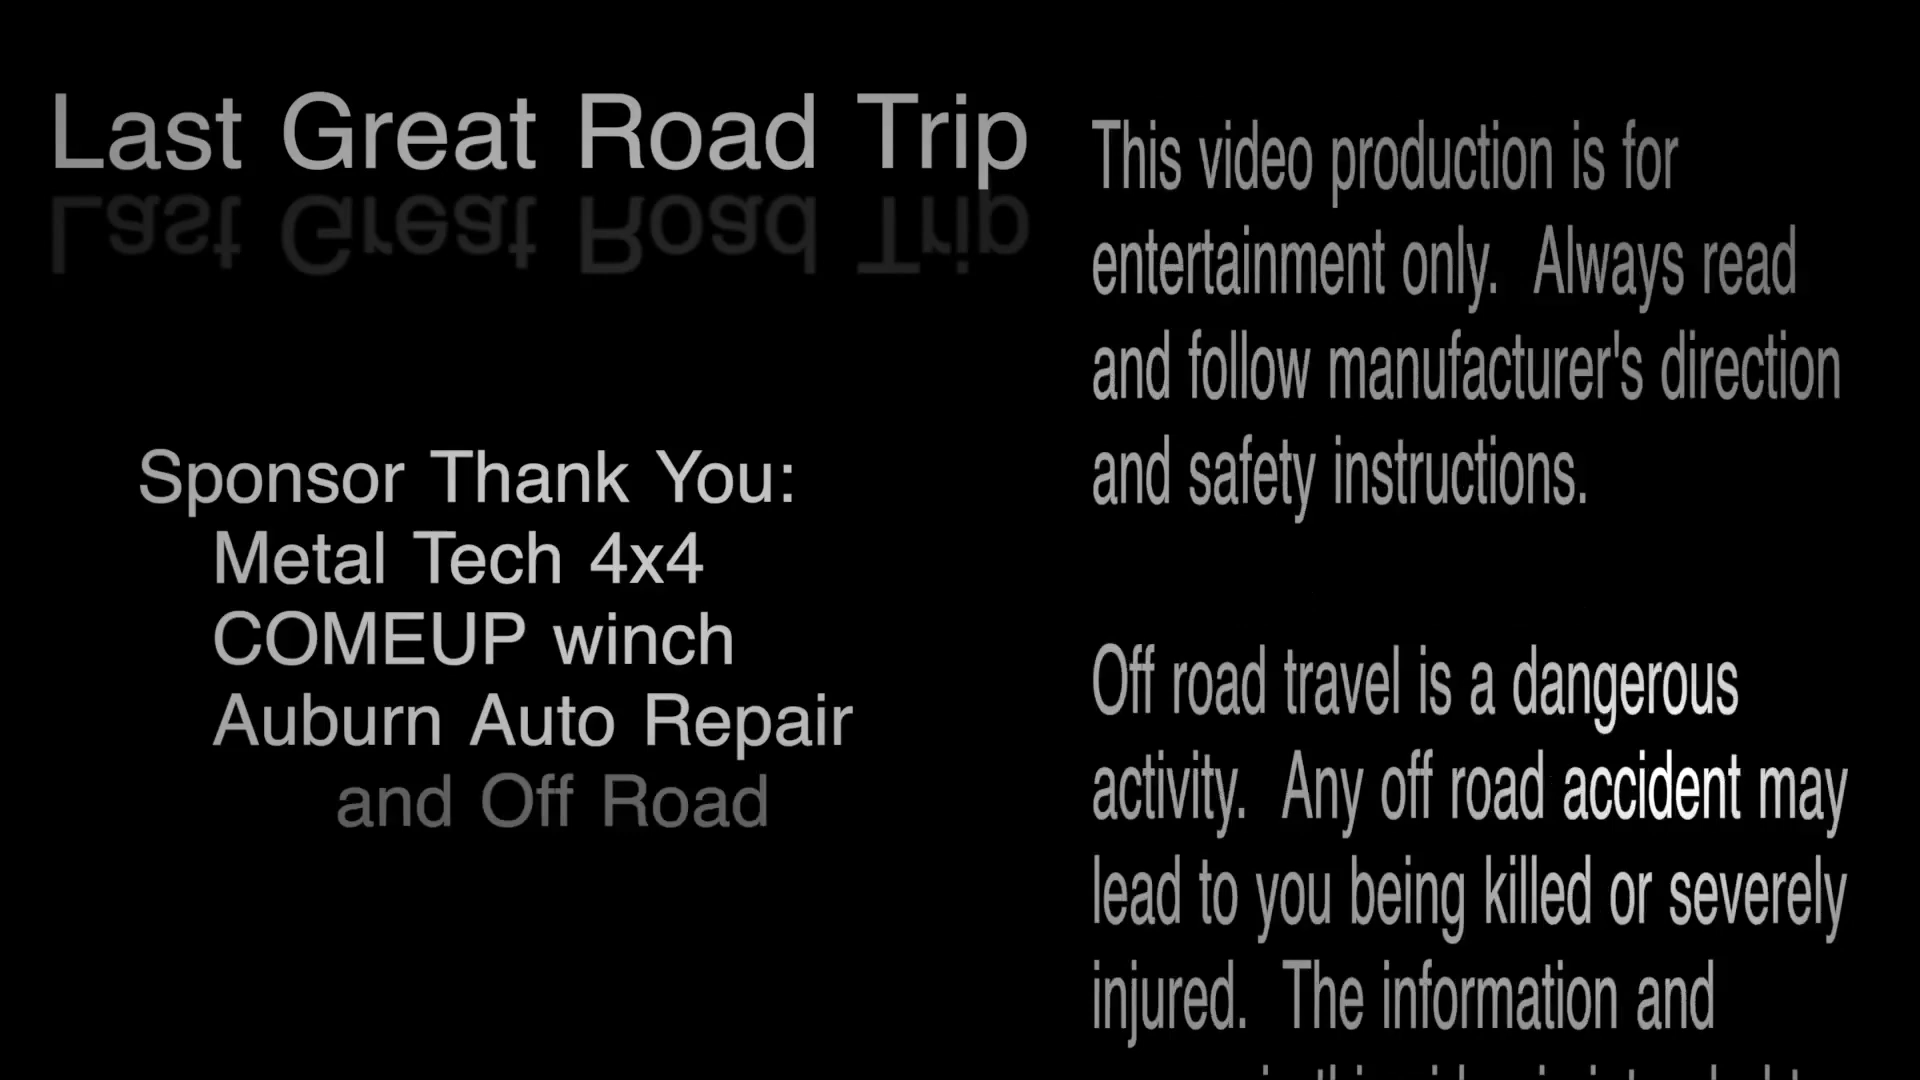 Last Great Road Trip
Sponsor Thank You:
Metal Tech 4x4
COMEUP winch
Auburn Auto Repair
and Off Road
This video production is for
entertainment only.  Always read
and follow manufacturer's direction
and safety instructions.
Off road travel is a dangerous
activity.  Any off road accident may
lead to you being killed or severely
injured.  The information and